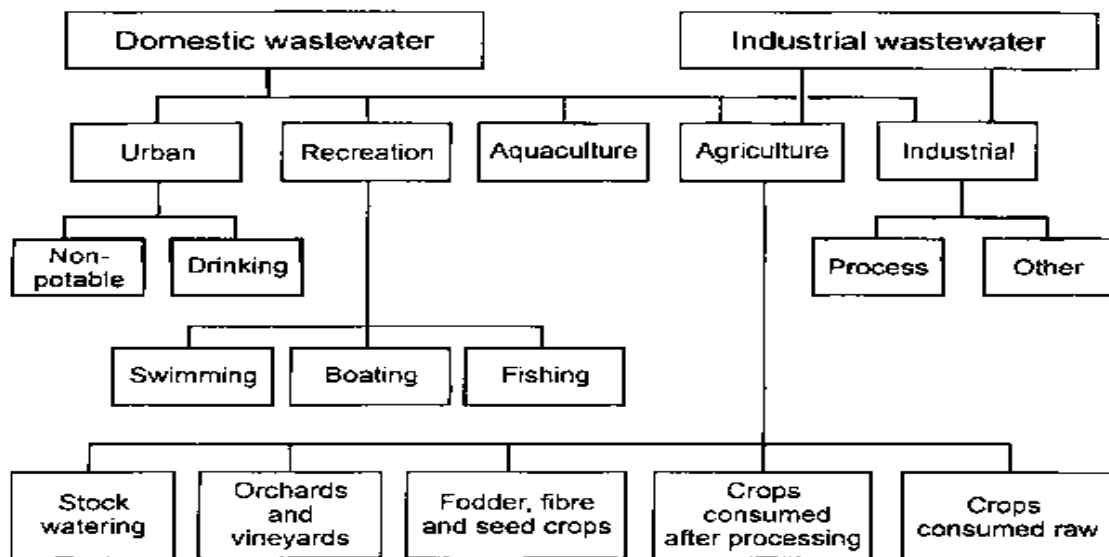 Domestic wastewater
Industrial wastewater
Urban
Recreation
Aquaculture
Agriculture
Industrial
Non-
potable
Drinking
Process
Other
Swimming
Boating
Fishing
Stock
watering
Orchards
and
vineyards
Fodder, fibre
and seed crops
Crops
consumed
after processing
Crops
consumed raw